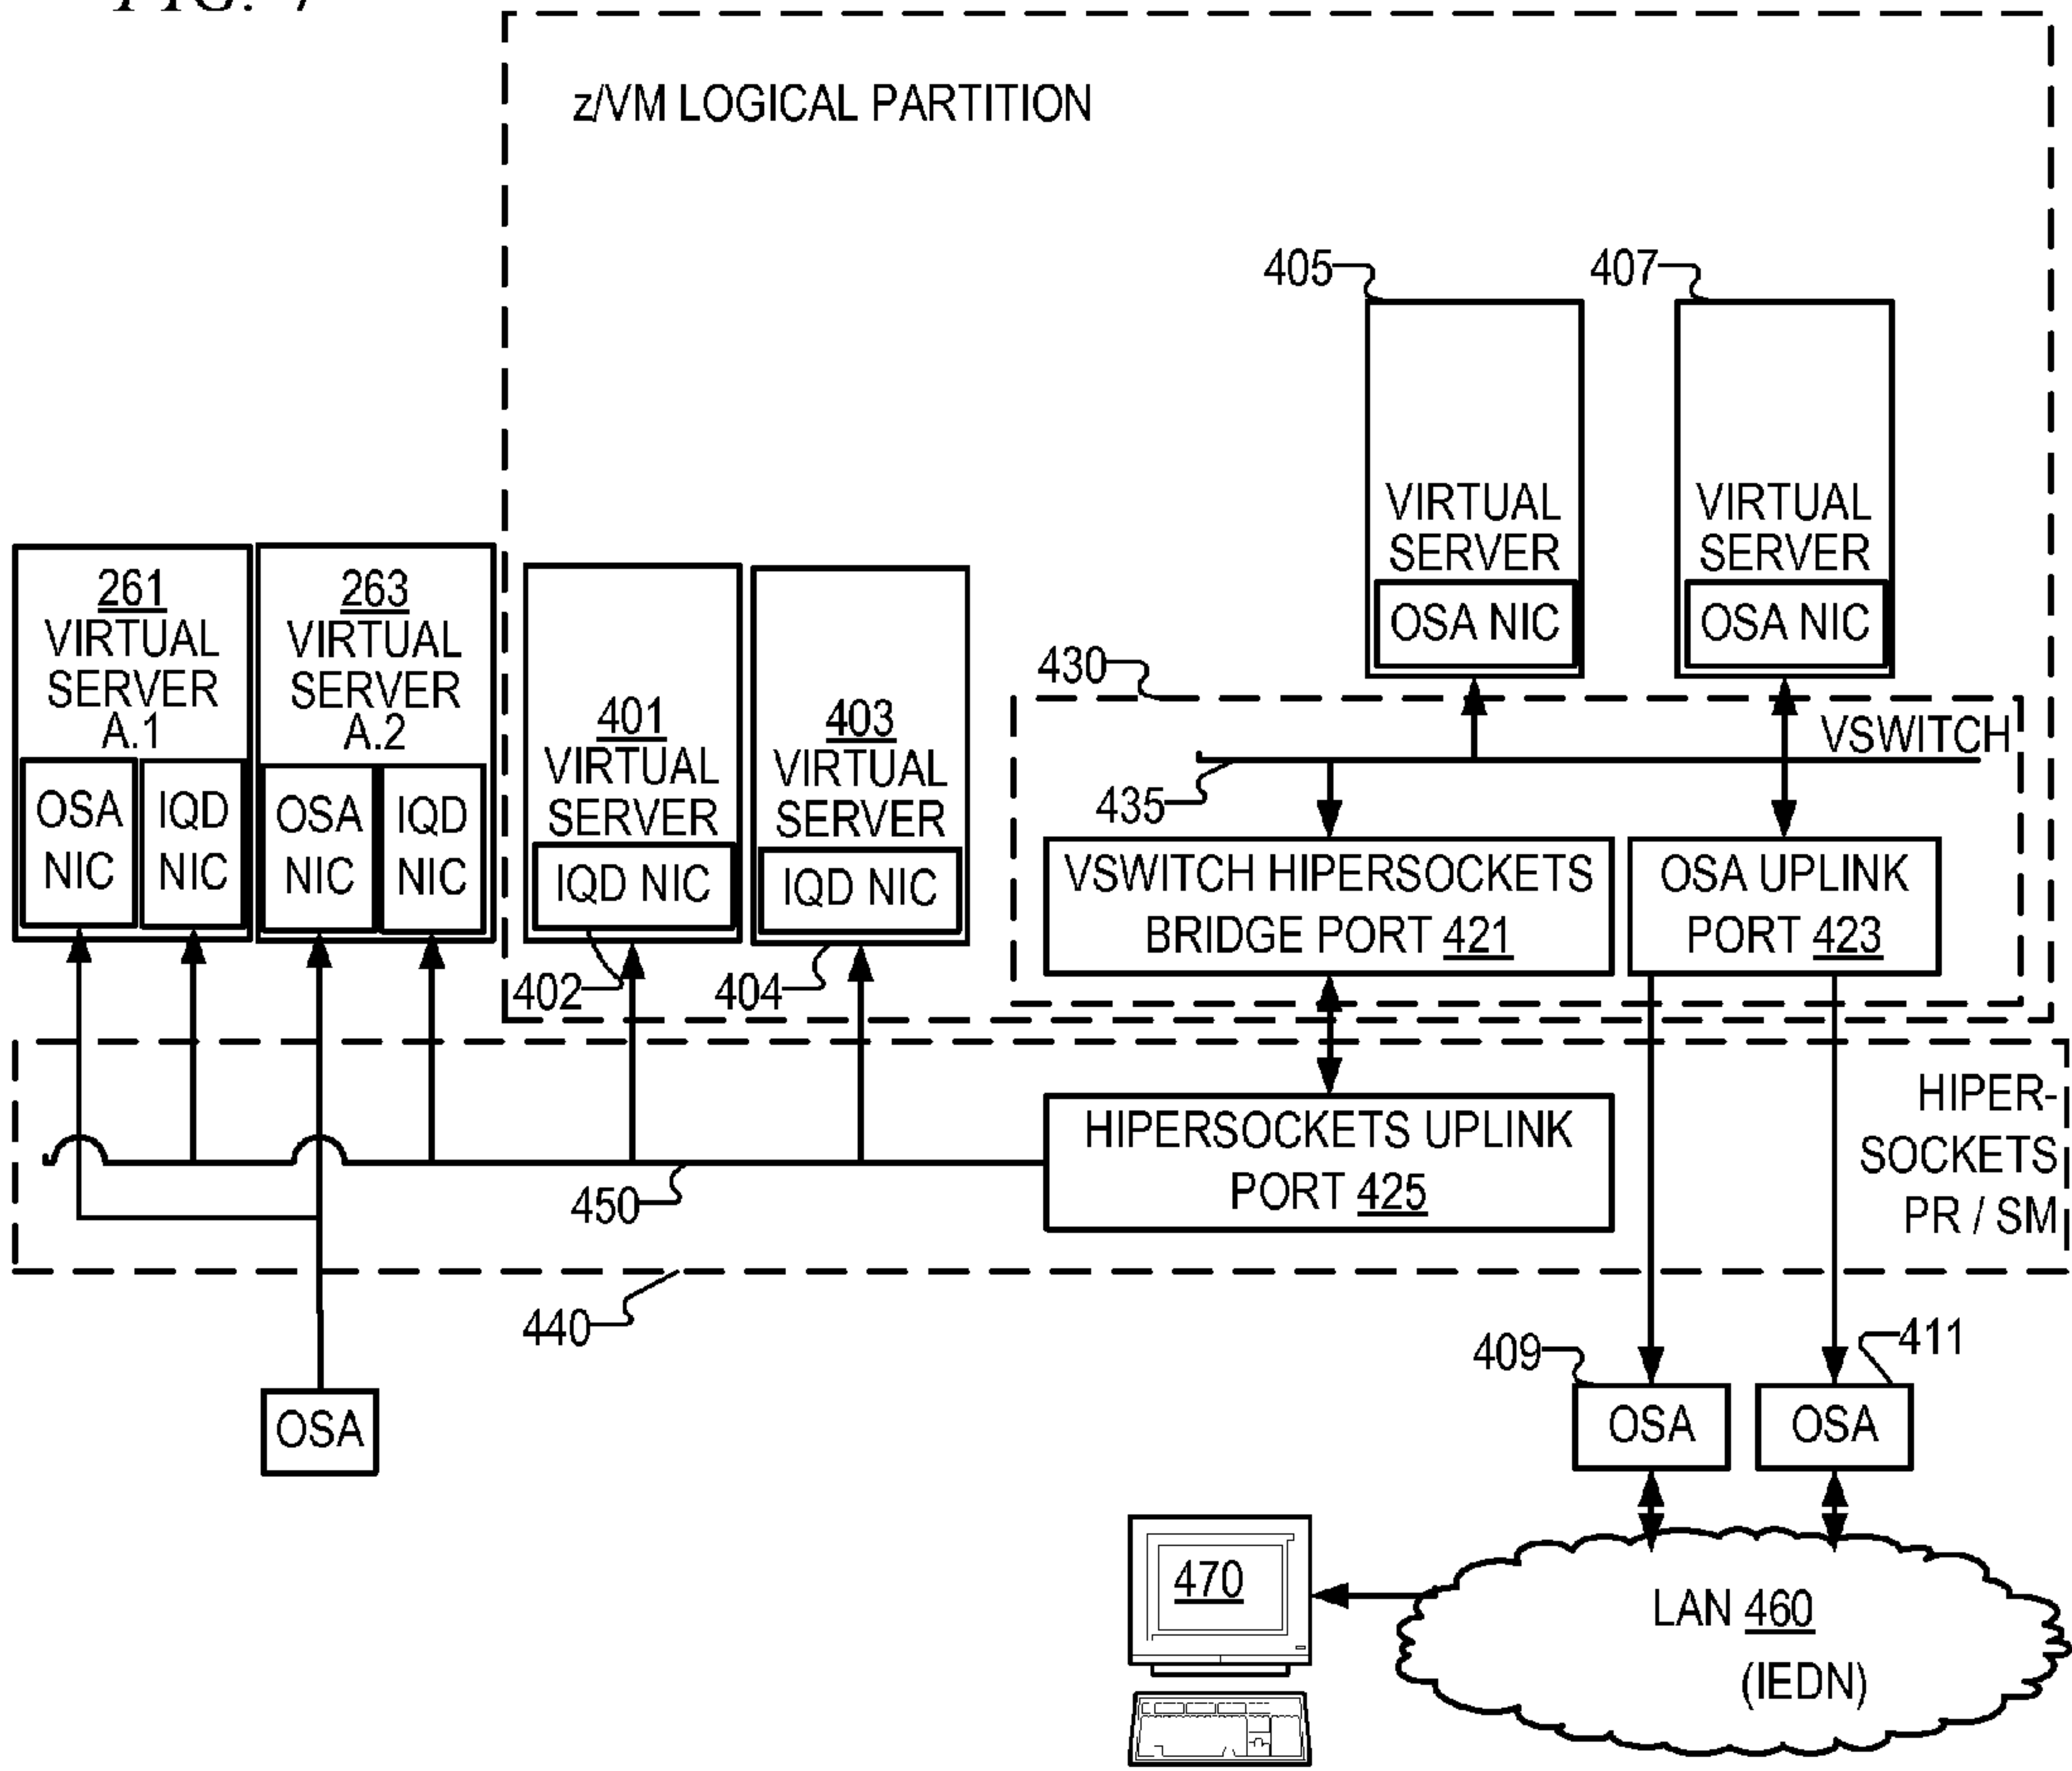 FIG.
z/VM LOGICAL PARTITION
405
407
VIRTUAL
SERVER
OSA NIC
VIRTUAL
SERVER
OSA NIC
261
VIRTUAL
SERVER
A.1
OSA
NIC
IQD
NIC
263
VIRTUAL
SERVER
A.2
OSA
NIC
IQD
NIC
401
VIRTUAL
SERVER
IQD NIC
402
403
VIRTUAL
SERVER
IQD NIC
404
430
VSWITCH
435
VSWITCH HIPERSOCKETS
BRIDGE PORT 421
OSA UPLINK
PORT 423
HIPERSOCKETS UPLINK
PORT 425
HIPER-
SOCKETS
PR / SM
450
440
OSA
409
OSA
411
OSA
470
LAN 460
(IEDN)